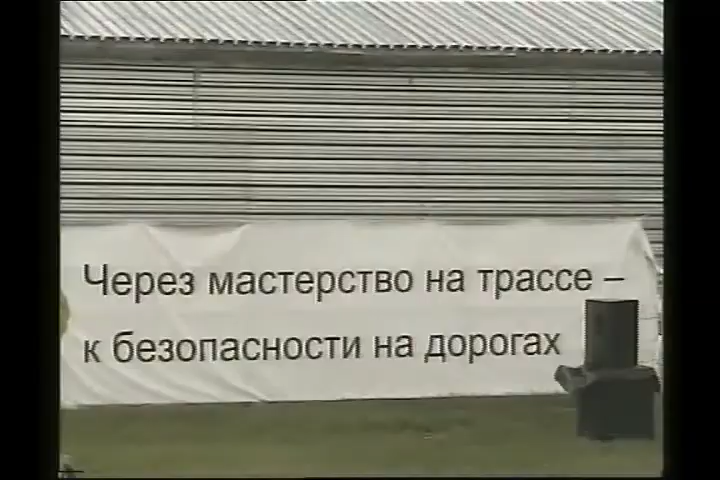 Через мастерство на трассе –
к безопасности на дорогах